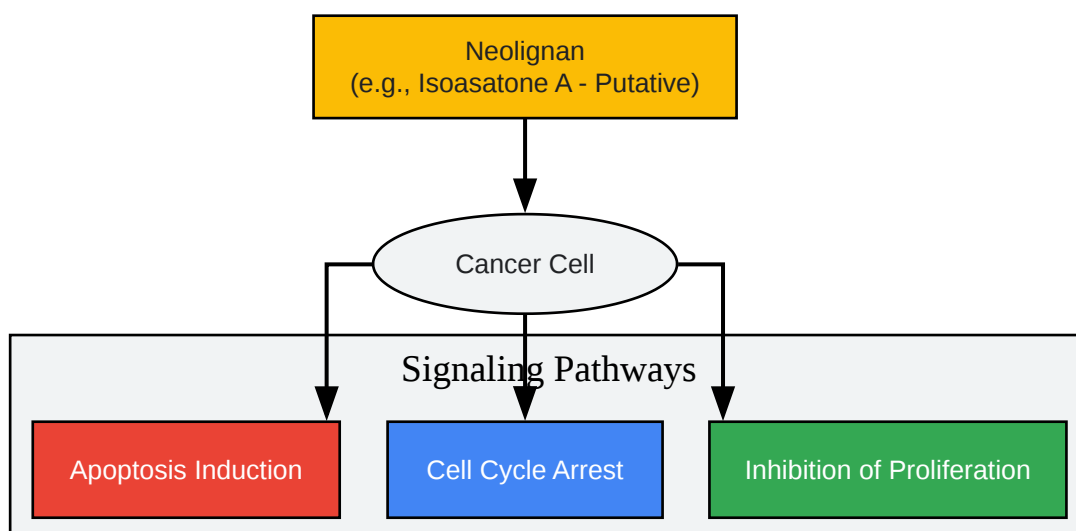 Neolignan
(e.g., Isoasatone A - Putative)
Cancer Cell
Signaling Pathways
Apoptosis Induction
Cell Cycle Arrest
Inhibition of Proliferation